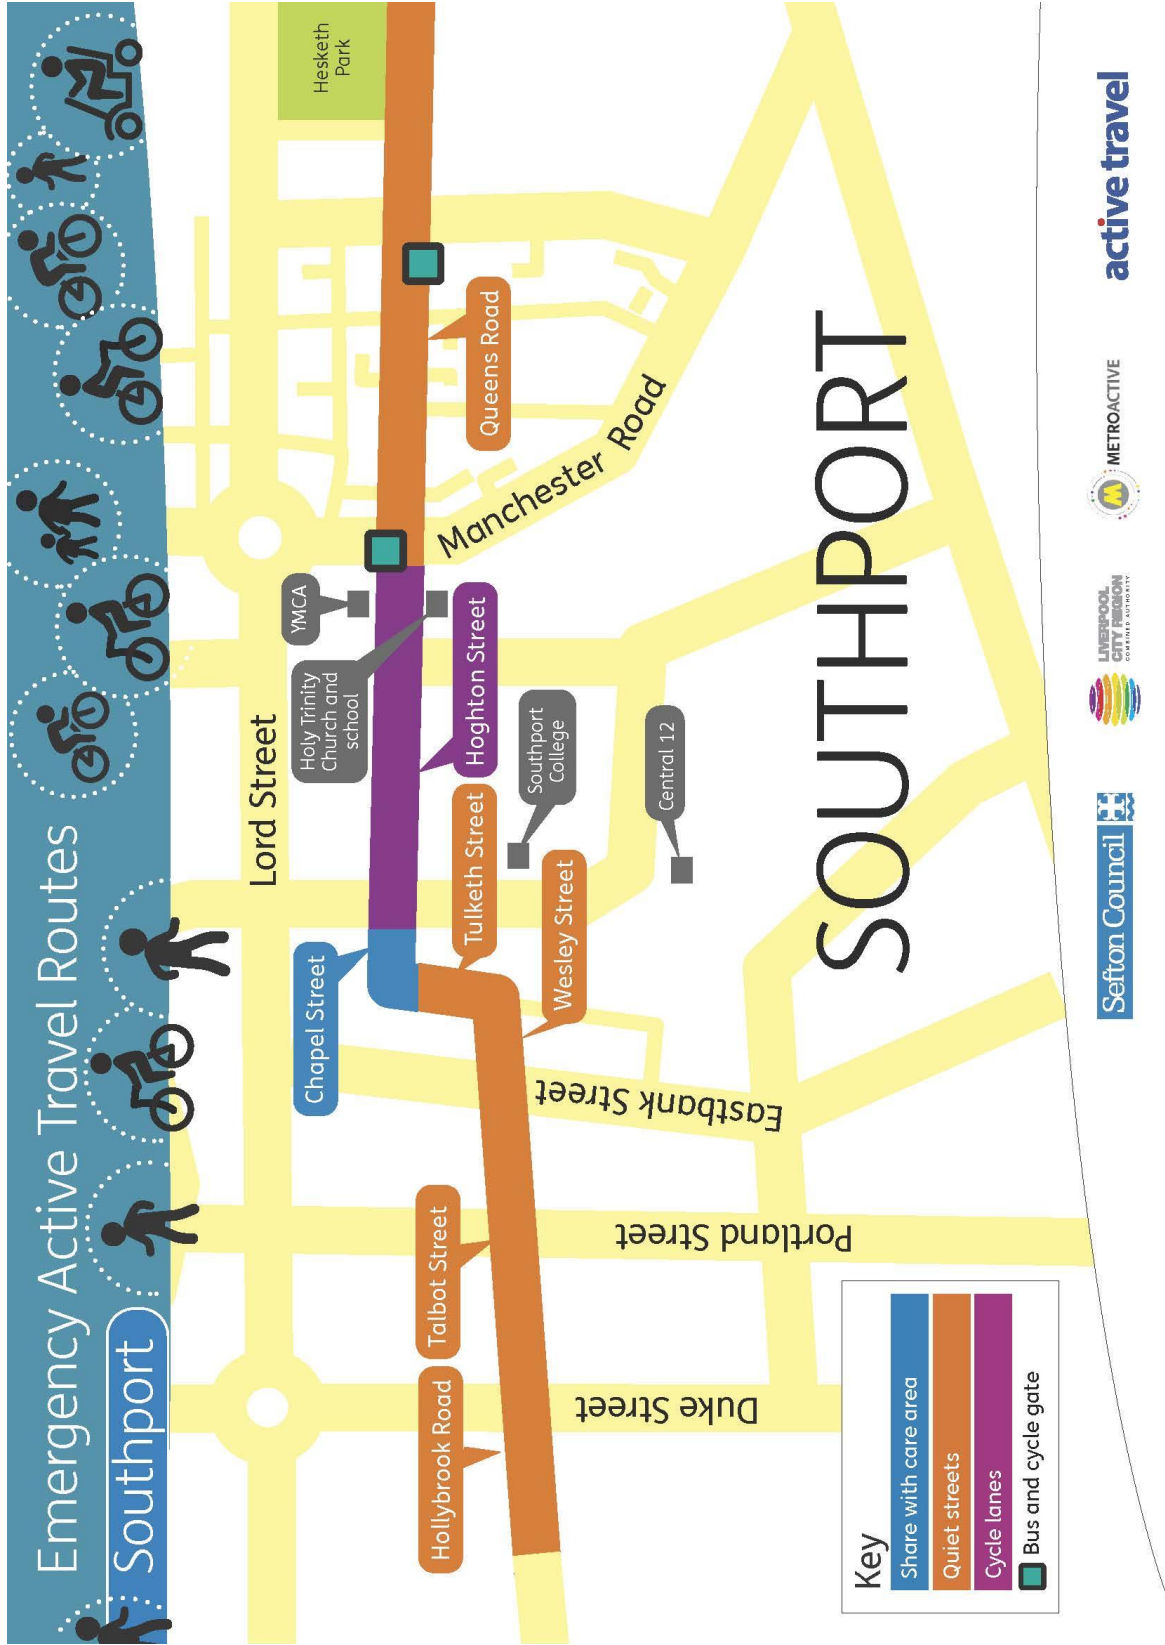 Emergency Active Travel Routes
Southport
Hesketh
Park
Lord Street
YMCA
Holy Trinity
Church and
school
Chapel Street
Hoghton Street
Queens Road
Manchester Road
Tulketh Street
Southport
College
Wesley Street
Central 12
Talbot Street
Hollybrook Road
Eastbank Street
Portland Street
Duke Street
SOUTHPORT
Key
Share with care area
Quiet streets
Cycle lanes
Bus and cycle gate
Sefton Council
LIVERPOOL
CITY REGION
COMBINED AUTHORITY
W
METROACTIVE
active travel